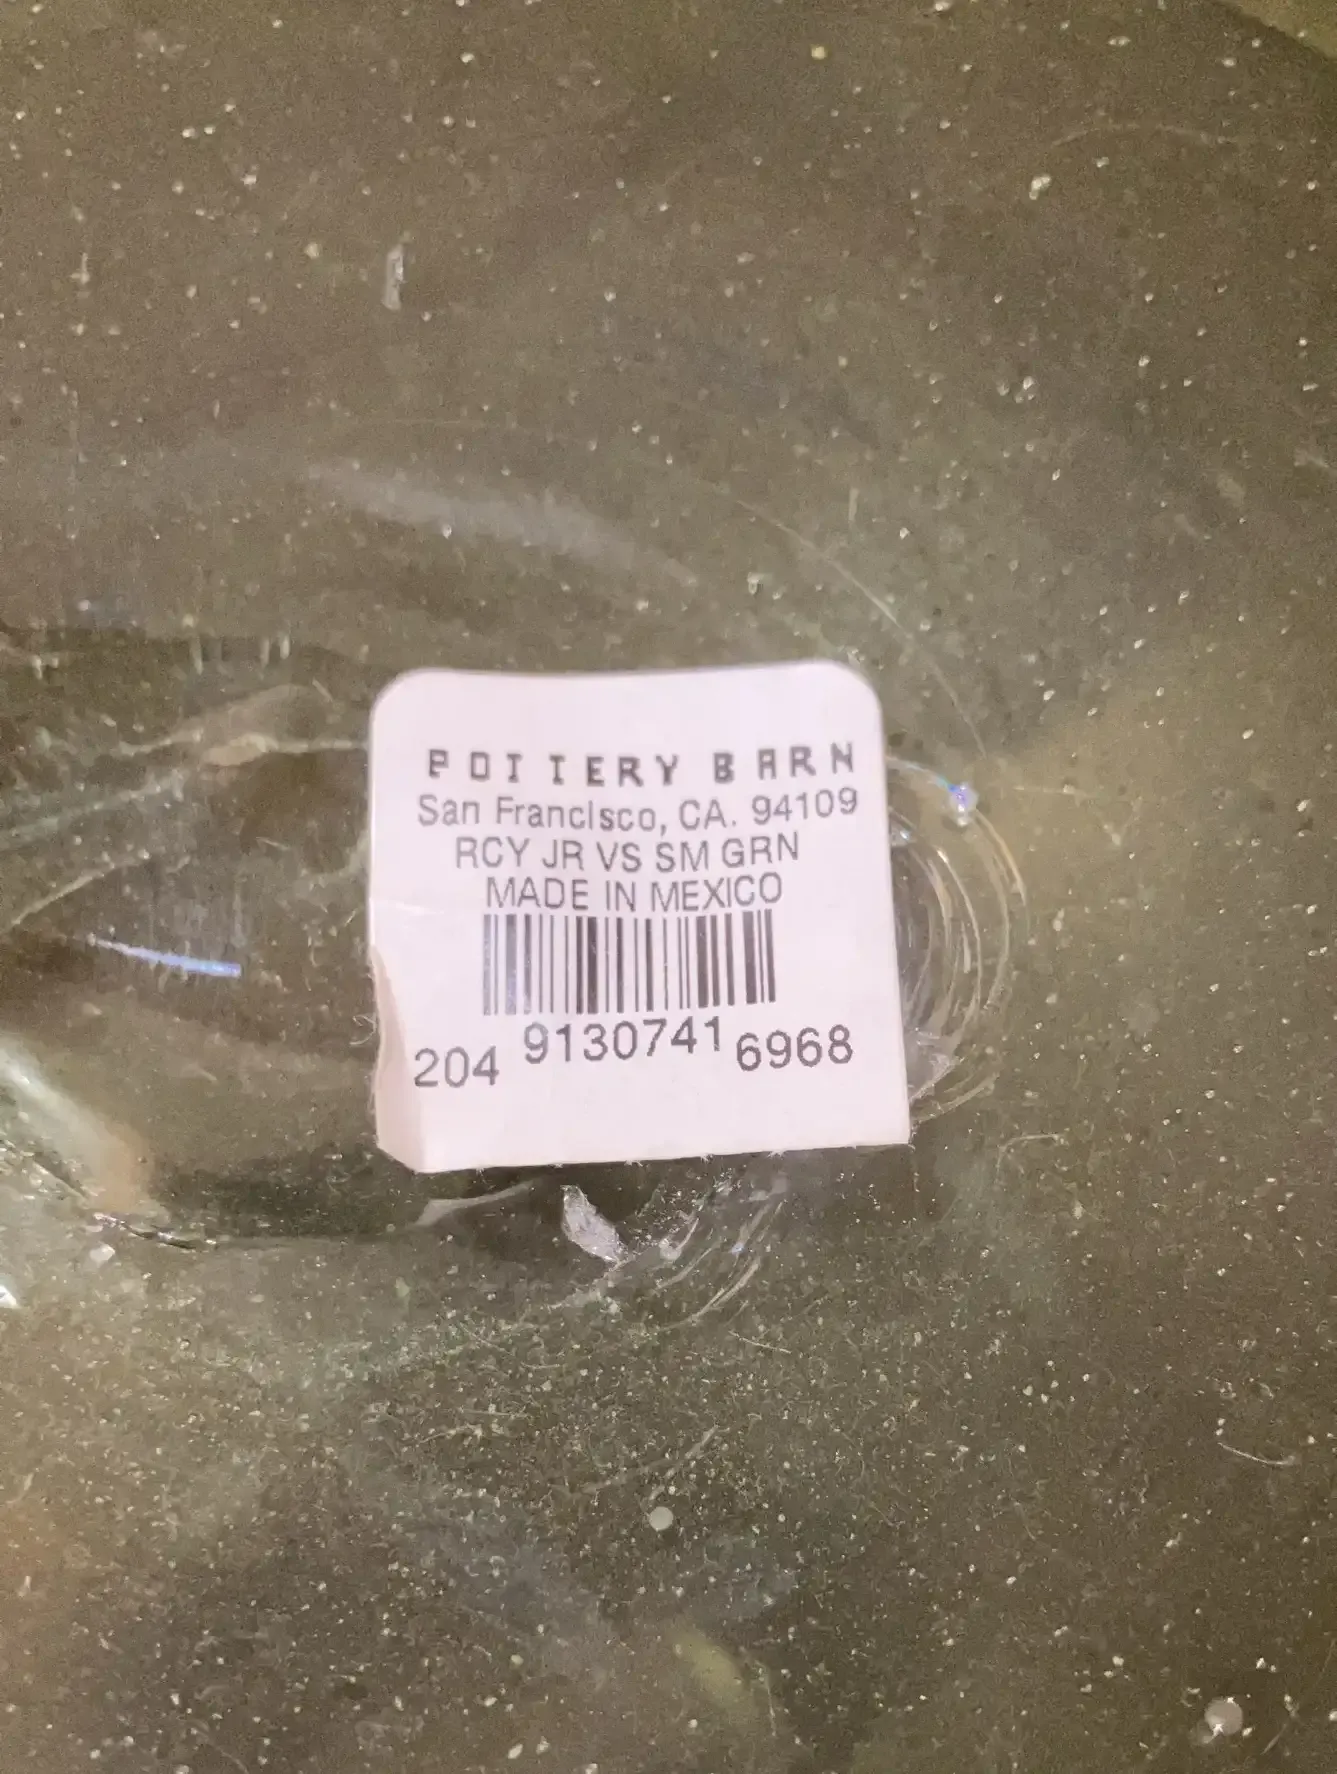 POTTERY BARN
San Francisco, CA. 94109
RCY JR VS SM GRN
MADE IN MEXICO
204 9130741 6968